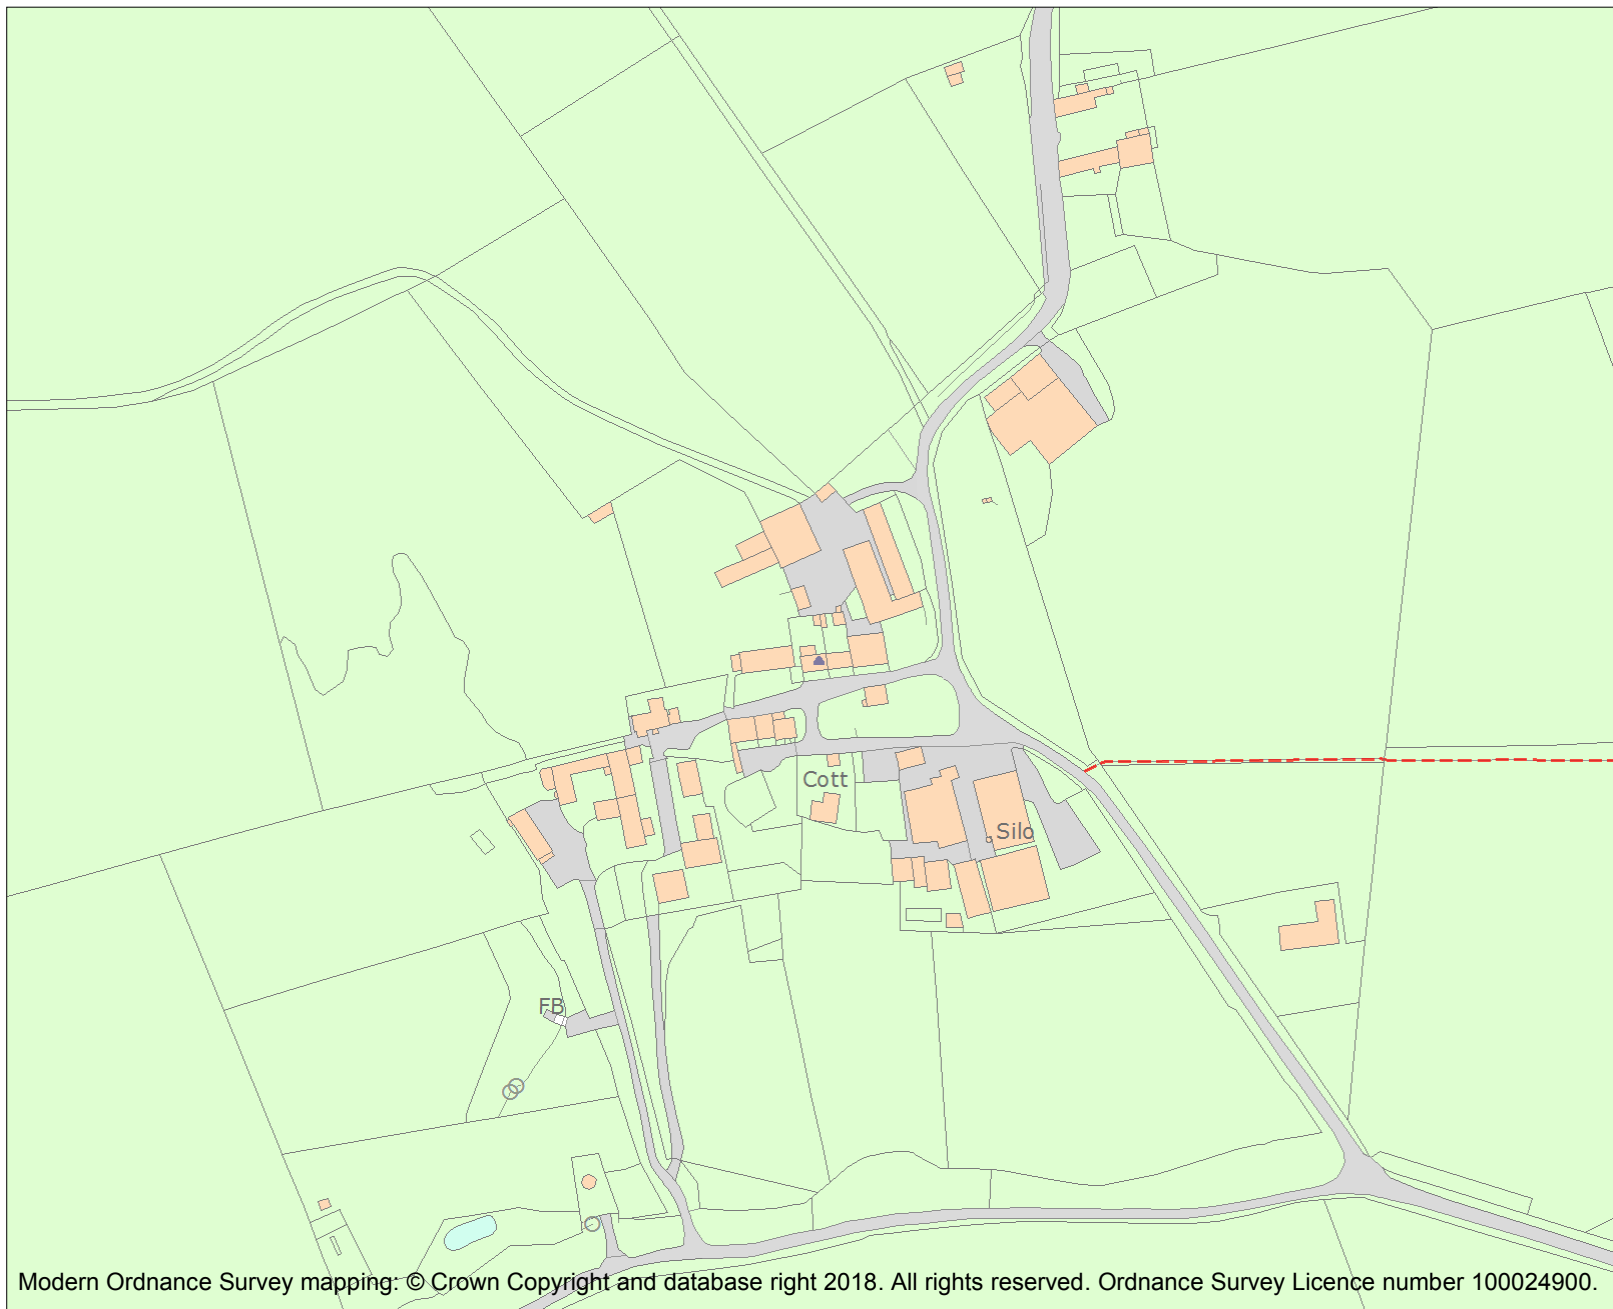 Cott
Silo
FB
Modern Ordnance Survey mapping: © Crown Copyright and database right 2018. All rights reserved. Ordnance Survey Licence number 100024900.